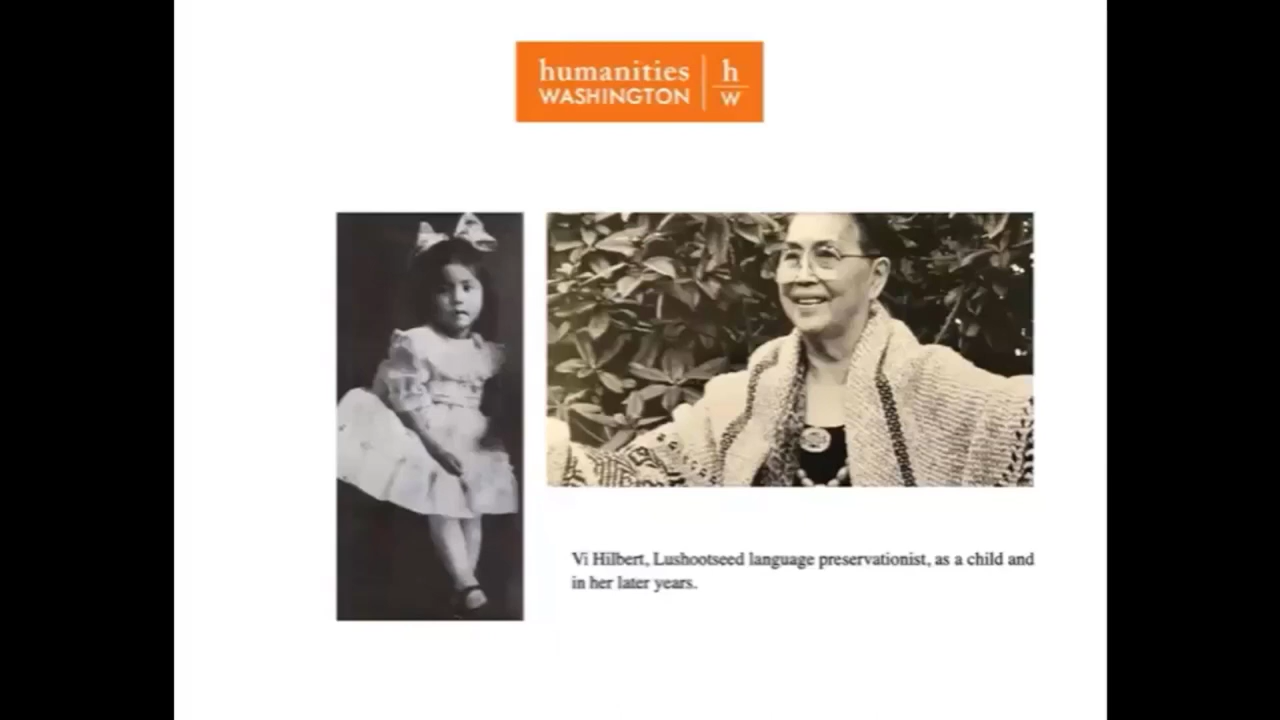 humanities
WASHINGTON
h
w
Vi Hilbert, Lushootseed language preservationist, as a child and
in her later years.